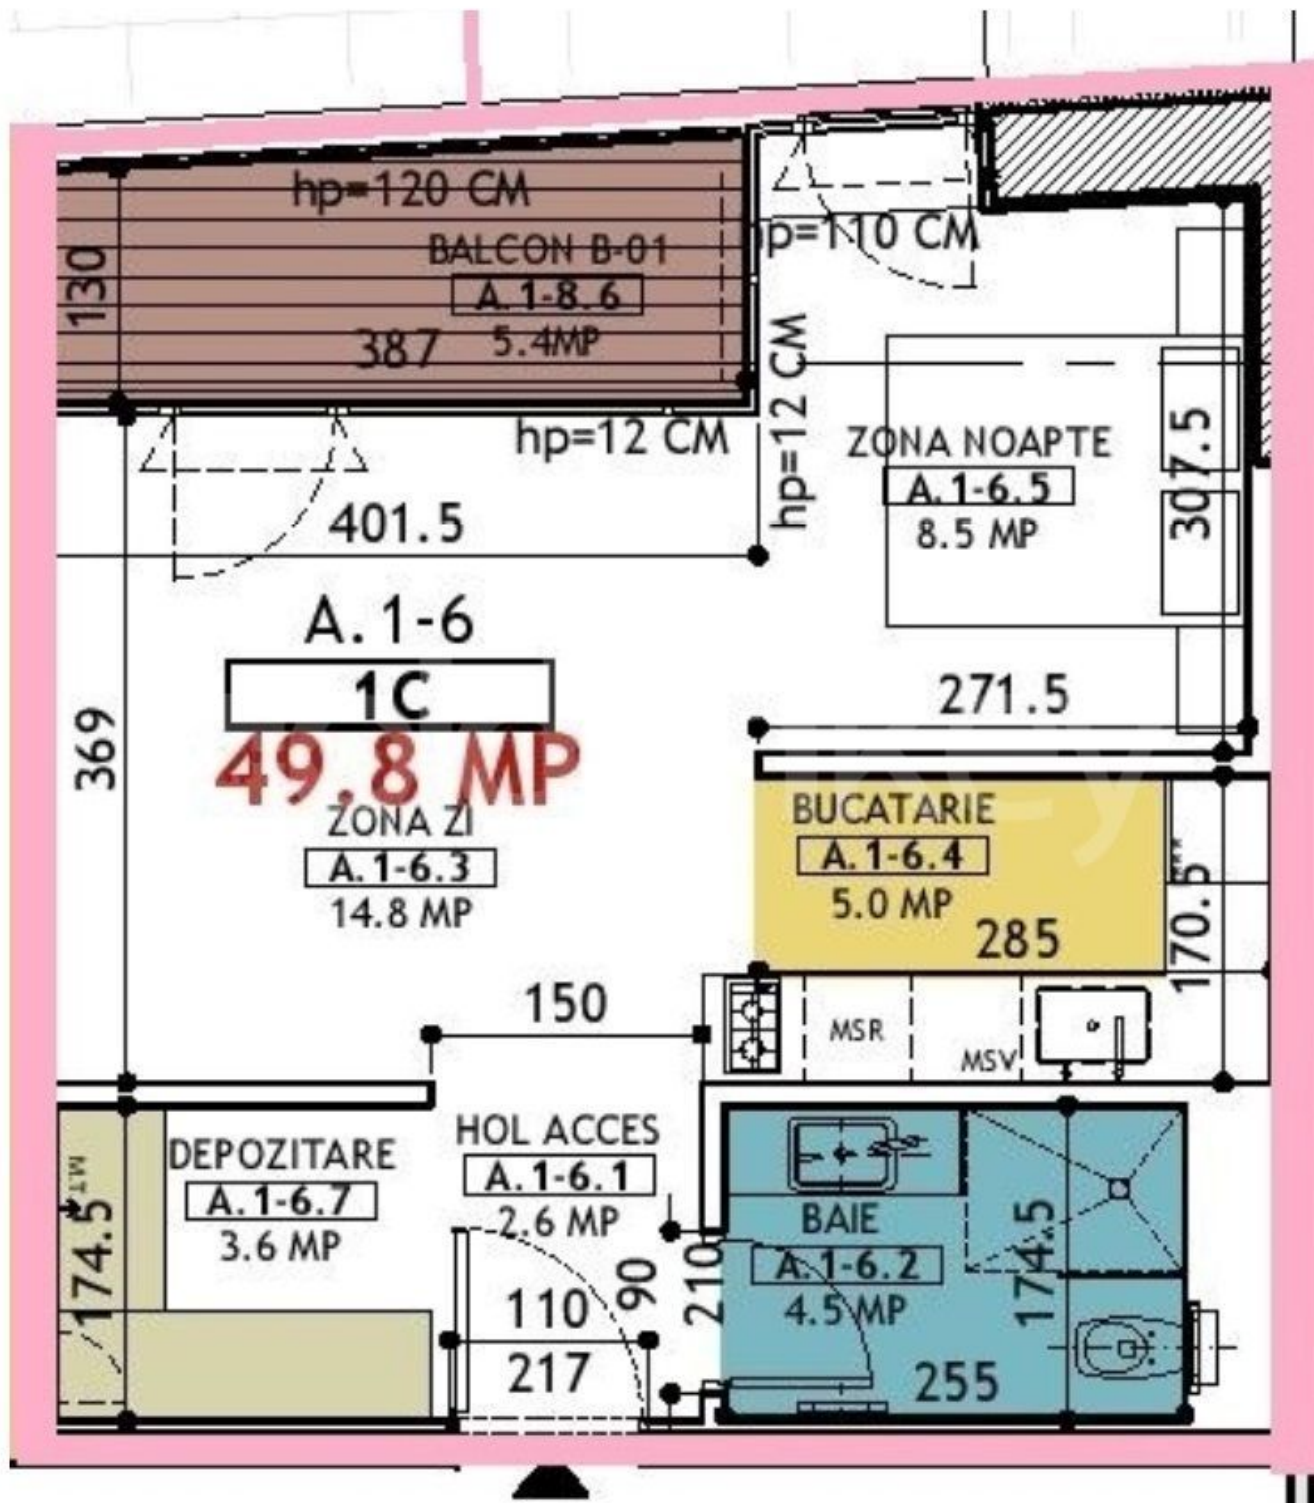 hp=120 CM
BALCON B-01
A.1-8.6
5.4MP
387
130
hp=110 CM
hp=12 CM
hp=12 CM
ZONA NOAPTE
A.1-6.5
8.5 MP
307.5
401.5
A.1-6
1C
49.8 MP
271.5
369
ZONA ZI
A.1-6.3
14.8 MP
BUCATARIE
A.1-6.4
5.0 MP
285
170.5
150
MSR
MSV
HOL ACCES
A.1-6.1
2.6 MP
DEPOZITARE
A.1-6.7
3.6 MP
M.T
174.5
BAIE
A.1-6.2
4.5 MP
174.5
90
210
110
217
255